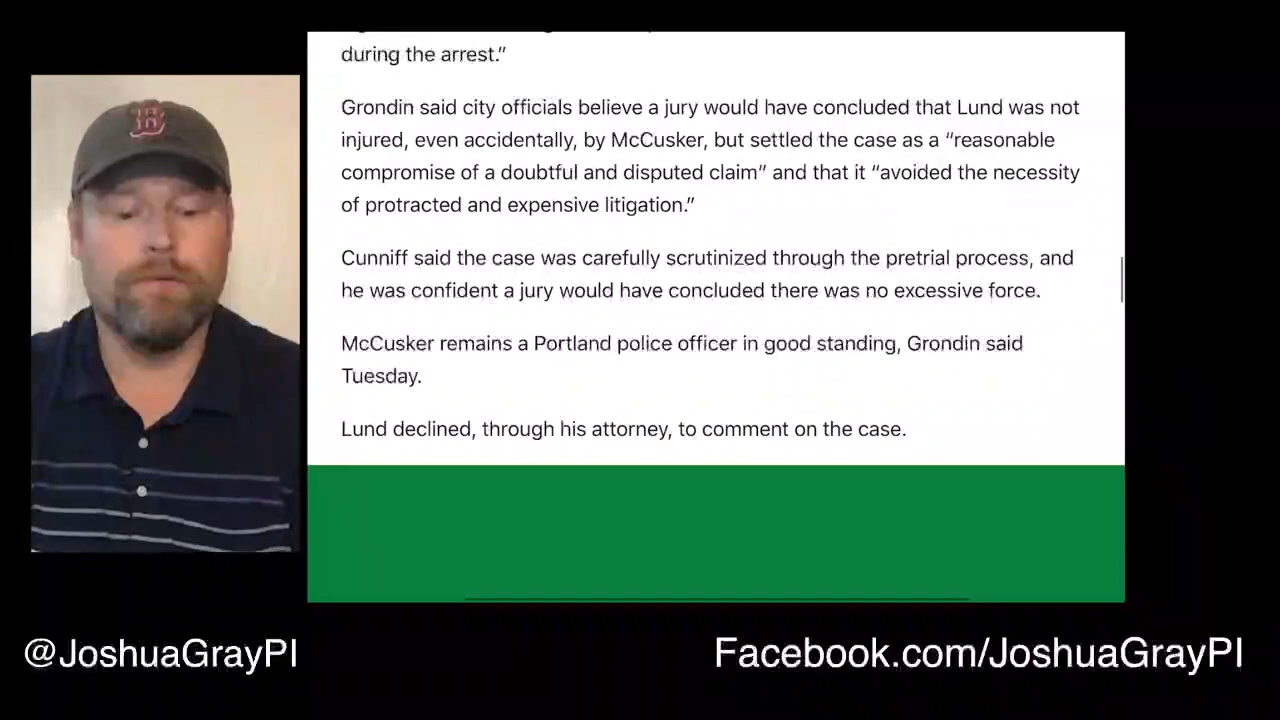 during the arrest.”
Grondin said city officials believe a jury would have concluded that Lund was not
injured, even accidentally, by McCusker, but settled the case as a “reasonable
compromise of a doubtful and disputed claim” and that it “avoided the necessity
of protracted and expensive litigation.”
Cunniff said the case was carefully scrutinized through the pretrial process, and
he was confident a jury would have concluded there was no excessive force.
McCusker remains a Portland police officer in good standing, Grondin said
Tuesday.
Lund declined, through his attorney, to comment on the case.
B
@JoshuaGrayPI
Facebook.com/JoshuaGrayPI